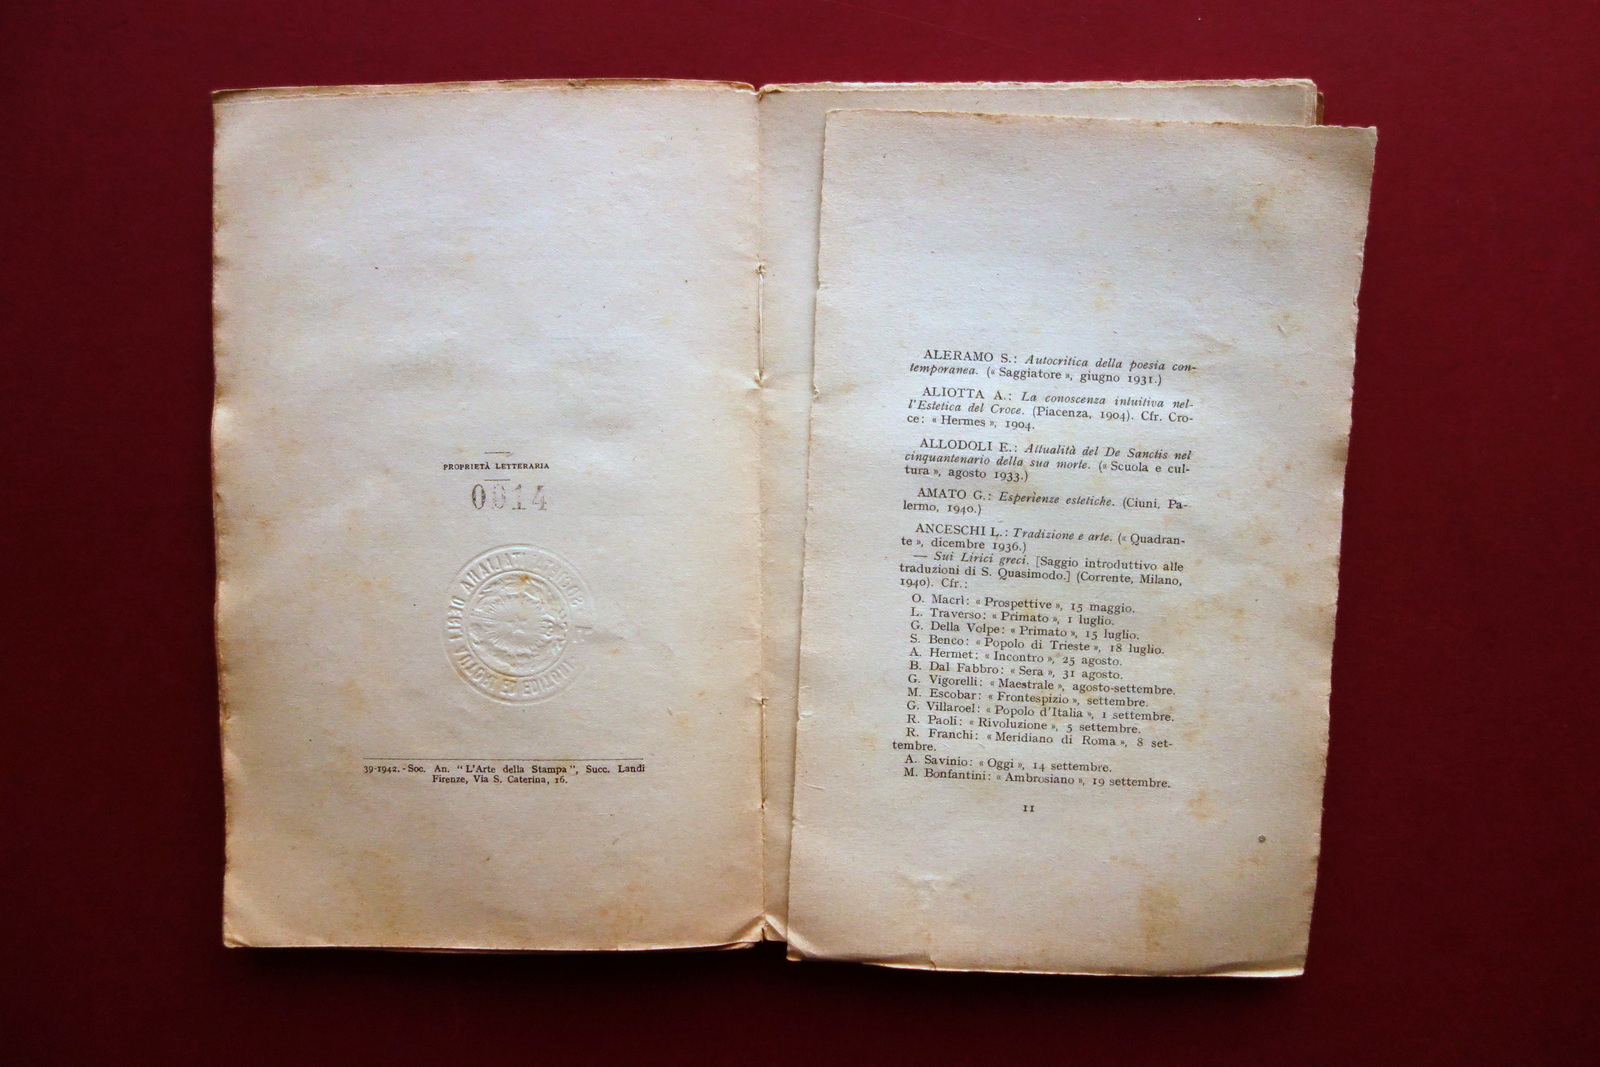 PROPRIETÀ LETTERARIA
0014
39-1942. - Soc. An. "L'Arte della Stampa", Succ. Landi
Firenze, Via S. Caterina, 16.
ALERAMO S.: Autocritica della poesia con-
temporanea. (« Saggiatore », giugno 1931.)
ALIOTTA A.: La conoscenza intuitiva nel-
l'Estetica del Croce. (Piacenza, 1904). Cfr. Cro-
ce: « Hermes », 1904.
ALLODOLI E.: Attualità del De Sanctis nel
cinquantenario della sua morte. (« Scuola e cul-
tura », agosto 1933.)
AMATO G.: Esperienze estetiche. (Ciuni, Pa-
lermo, 1940.)
ANCESCHI L.: Tradizione e arte. (« Quadran-
te », dicembre 1936.)
— Sui Lirici greci. [Saggio introduttivo alle
traduzioni di S. Quasimodo.] (Corrente, Milano,
1940). Cfr.:
O. Macrì: « Prospettive », 15 maggio.
L. Traverso: « Primato », 1 luglio.
G. Della Volpe: « Primato », 15 luglio.
S. Benco: « Popolo di Trieste », 18 luglio.
A. Hermet: « Incontro », 25 agosto.
B. Dal Fabbro: « Sera », 31 agosto.
G. Vigorelli: « Maestrale », agosto-settembre.
M. Escobar: « Frontespizio », settembre.
G. Villaroel: « Popolo d'Italia », 1 settembre.
R. Paoli: « Rivoluzione », 5 settembre.
R. Franchi: « Meridiano di Roma », 8 set-
tembre.
A. Savinio: « Oggi », 14 settembre.
M. Bonfantini: « Ambrosiano », 19 settembre.
11